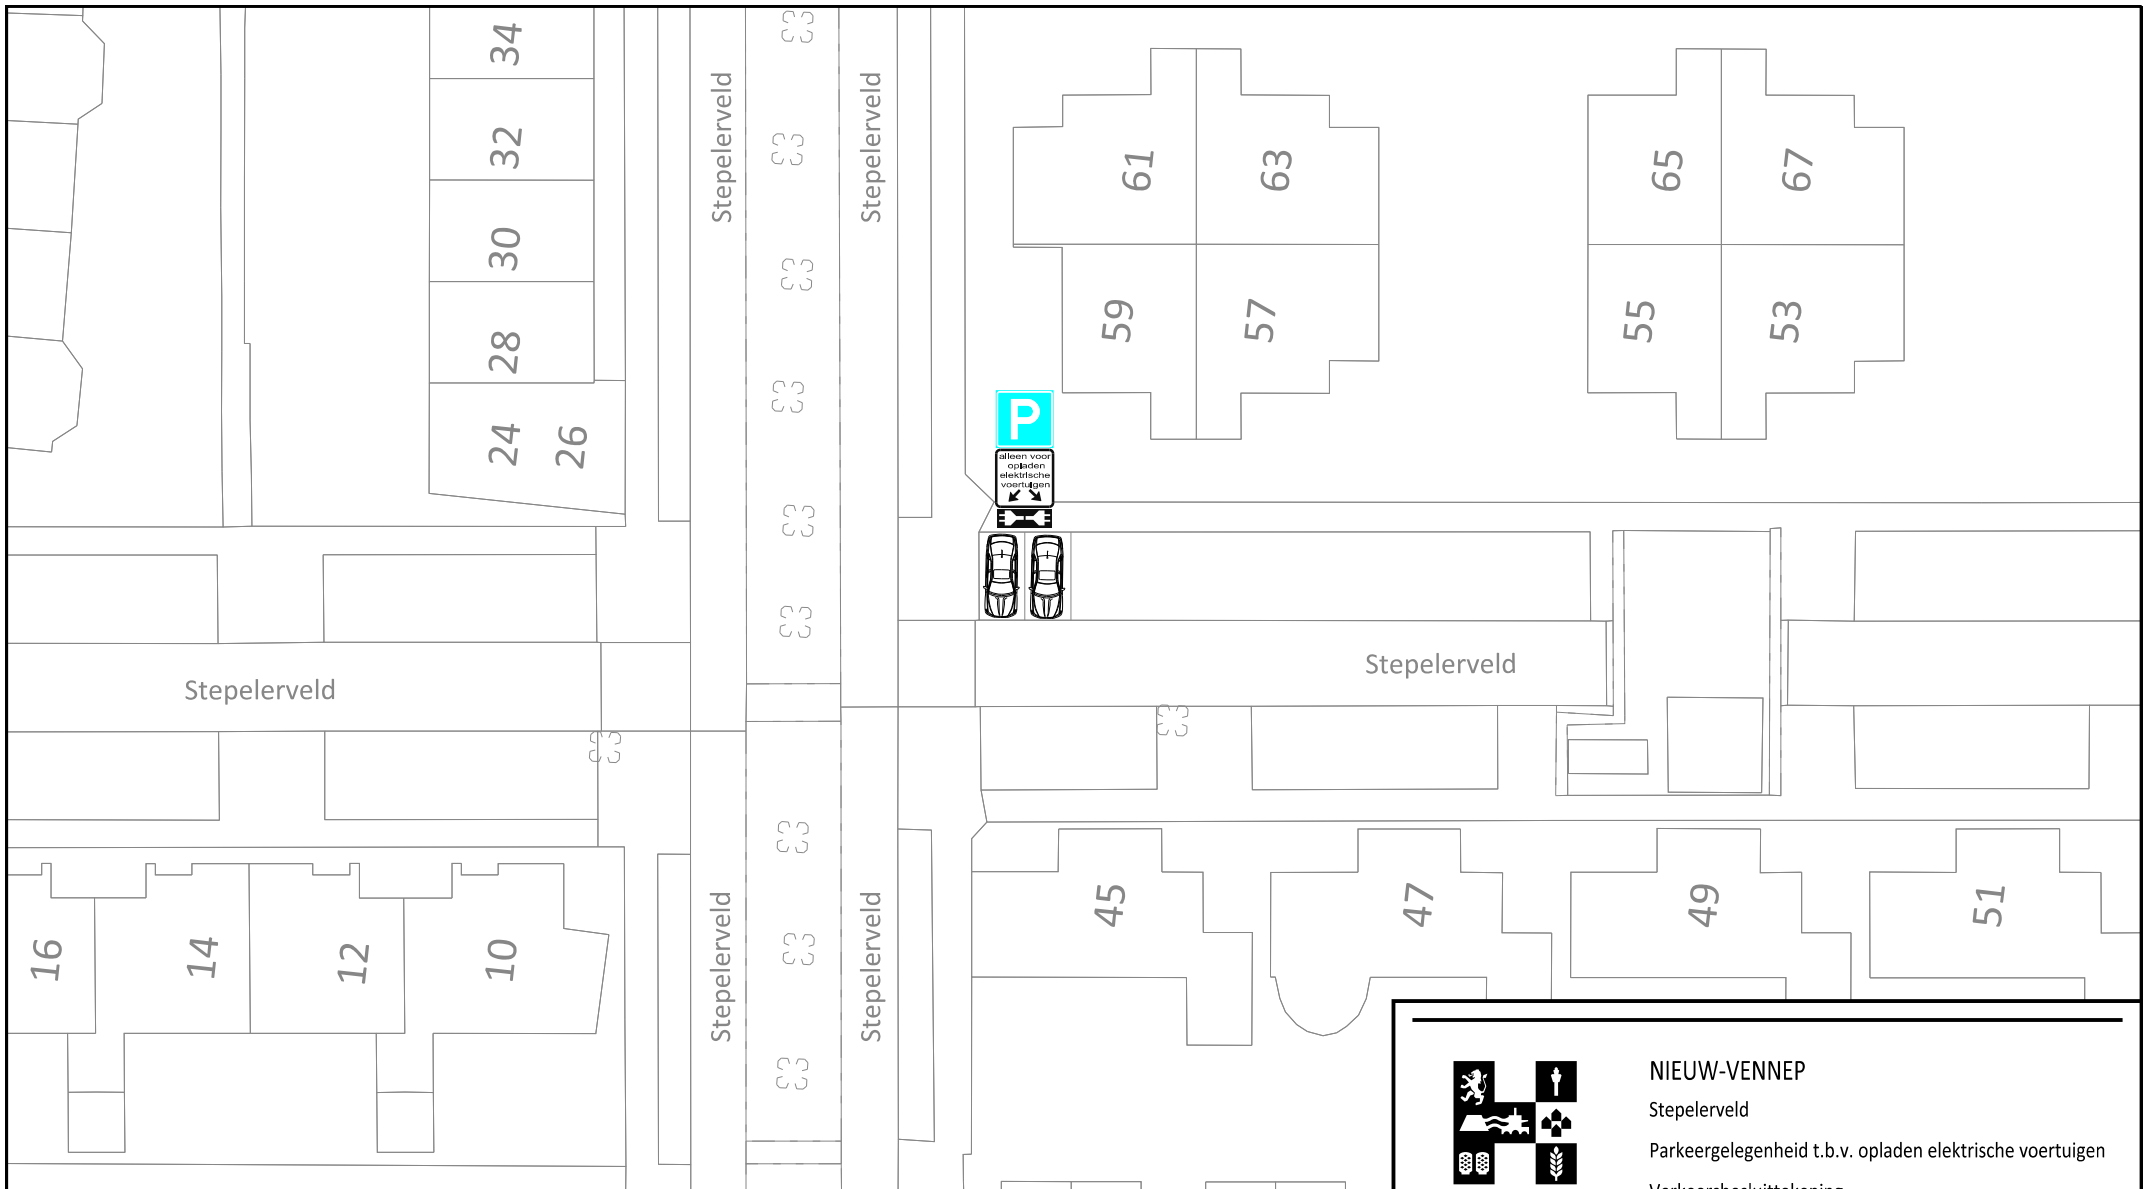 34
32
30
28
24
26
Stepelerveld
Stepelerveld
61
63
65
67
59
57
55
53
P
alleen voor
opladen
elektrische
voertuigen
Stepelerveld
Stepelerveld
16
14
12
10
Stepelerveld
Stepelerveld
45
47
49
51
NIEUW-VENNEP
Stepelerveld
Parkeergelegenheid t.b.v. opladen elektrische voertuigen
Verkeersbesluittekening